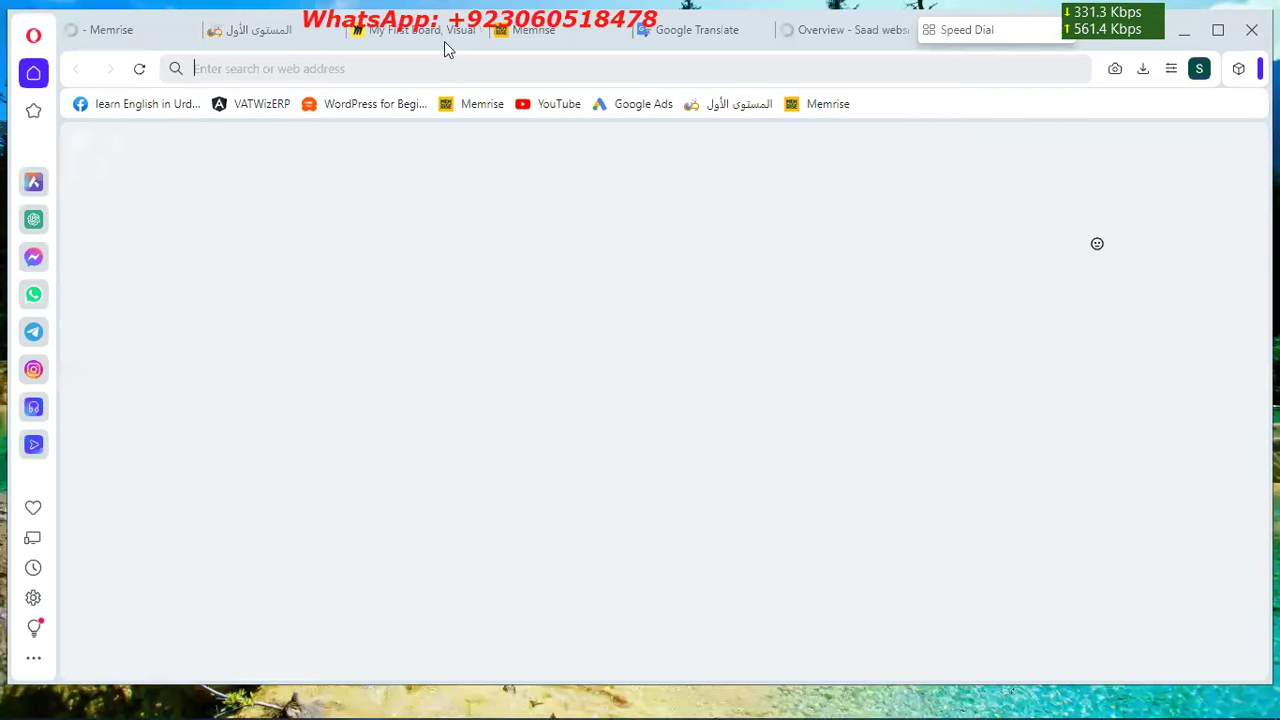 WhatsApp: +923060518478
- Memrise
المستوى الأول
My First Board, Visual
Memrise
Google Translate
Overview - Saad webs
Speed Dial
↓ 331.3 Kbps
↑ 561.4 Kbps
Enter search or web address
S
learn English in Urd...
VATWizERP
WordPress for Begi...
Memrise
YouTube
Google Ads
المستوى الأول
Memrise